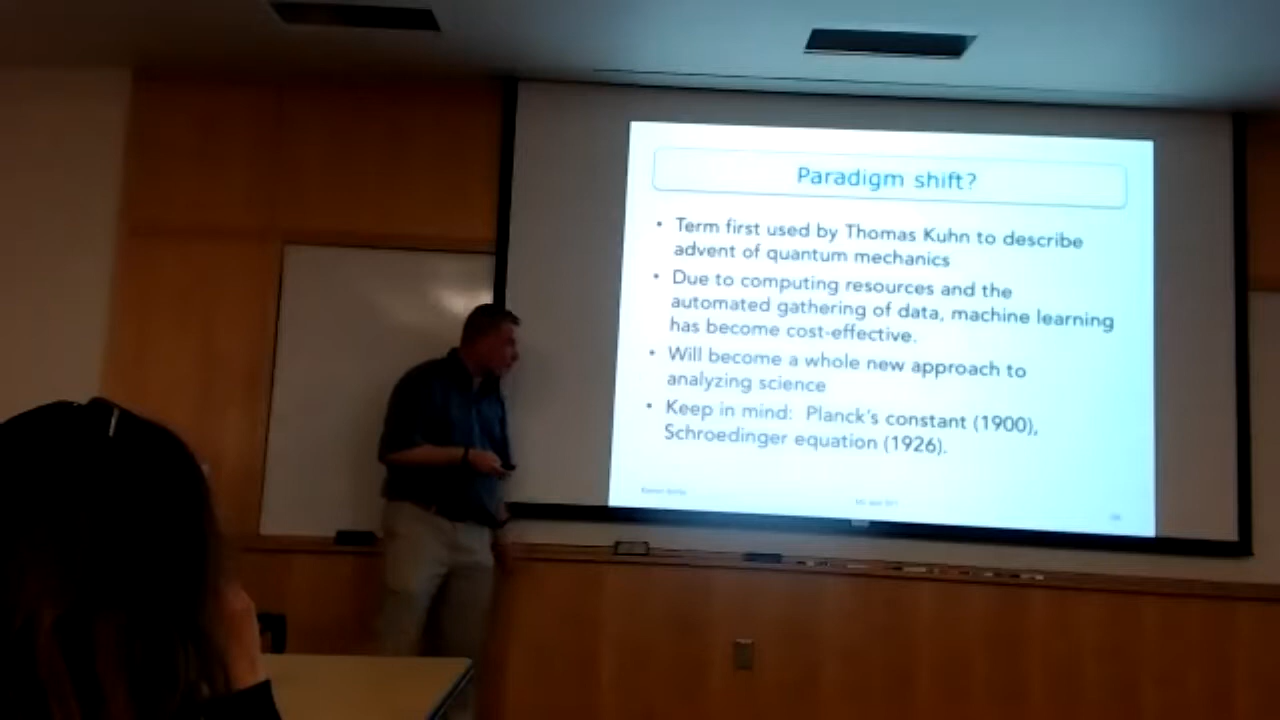 Paradigm shift?
• Term first used by Thomas Kuhn to describe
advent of quantum mechanics
• Due to computing resources and the
automated gathering of data, machine learning
has become cost-effective.
• Will become a whole new approach to
analyzing science
• Keep in mind: Planck's constant (1900),
Schroedinger equation (1926).